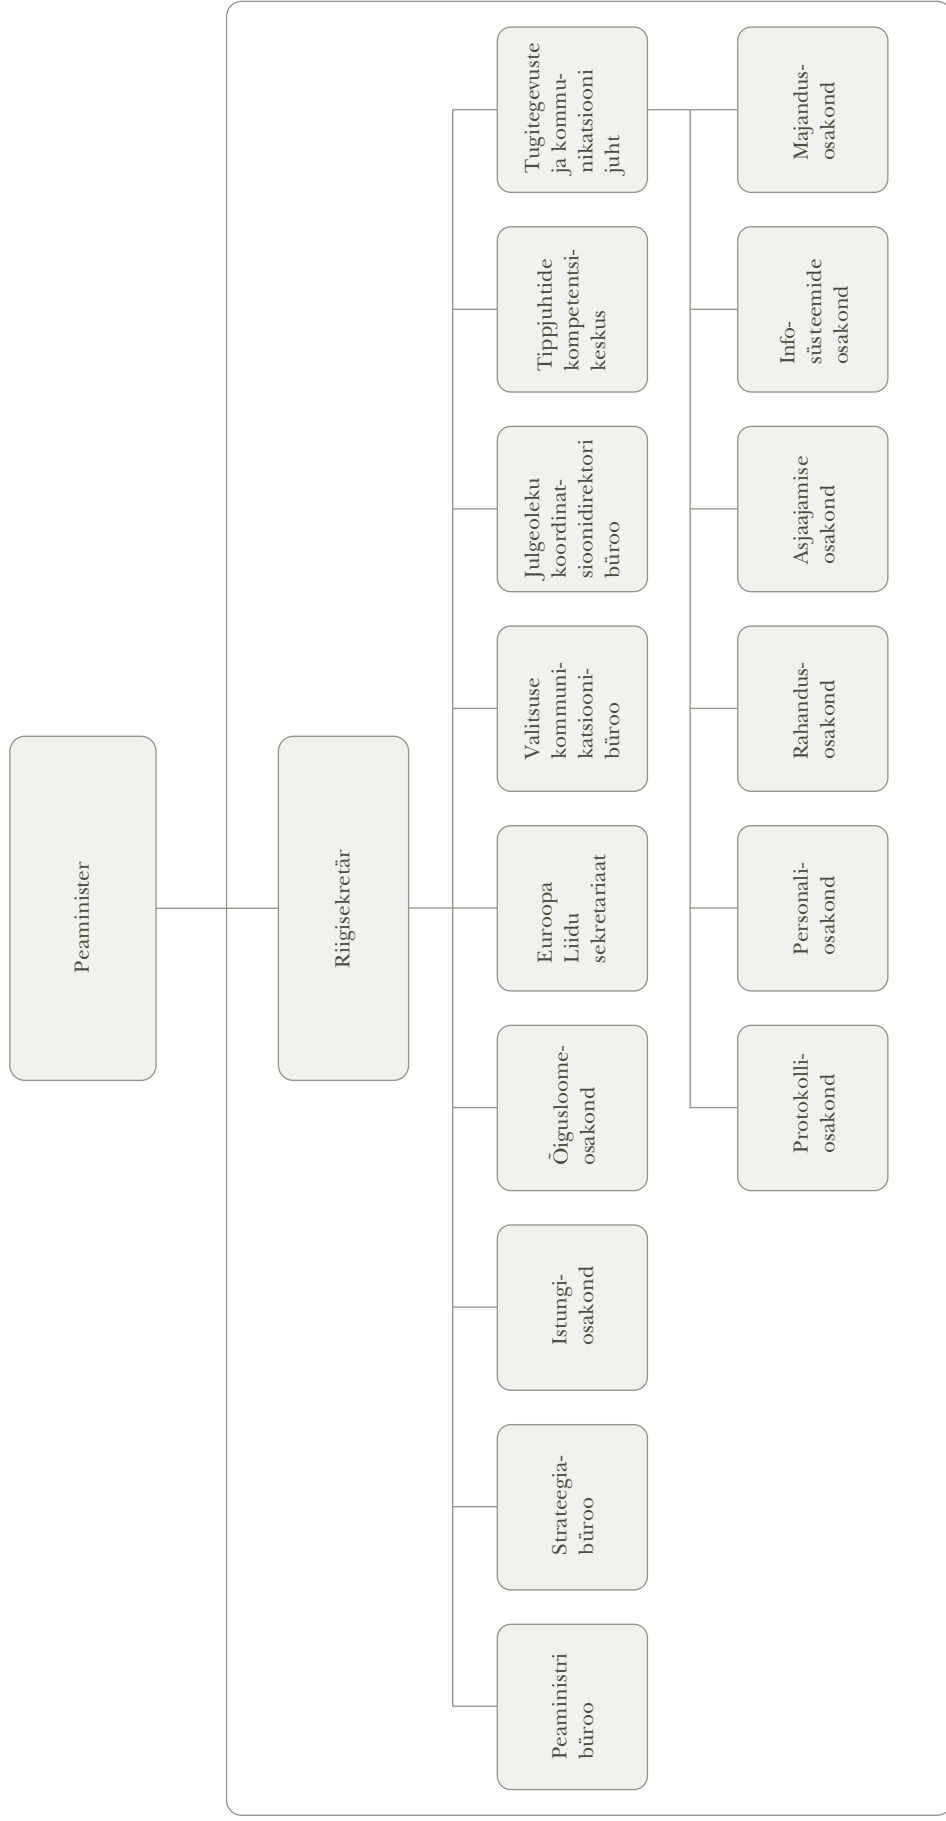 Peaminister
Riigisekretär
Peaministri
büroo
Strateegia-
büroo
Istungi-
osakond
Õigusloome-
osakond
Euroopa
Liidu
sekretariaat
Valitsuse
kommuni-
katsiooni-
büroo
Julgeoleku
koordinat-
sioonidirektori
büroo
Tippjuhtide
kompetentsi-
keskus
Tugitegevuste
ja kommu-
nikatsiooni
juht
Protokolli-
osakond
Personali-
osakond
Rahandus-
osakond
Asjaajamise
osakond
Info-
süsteemide
osakond
Majandus-
osakond